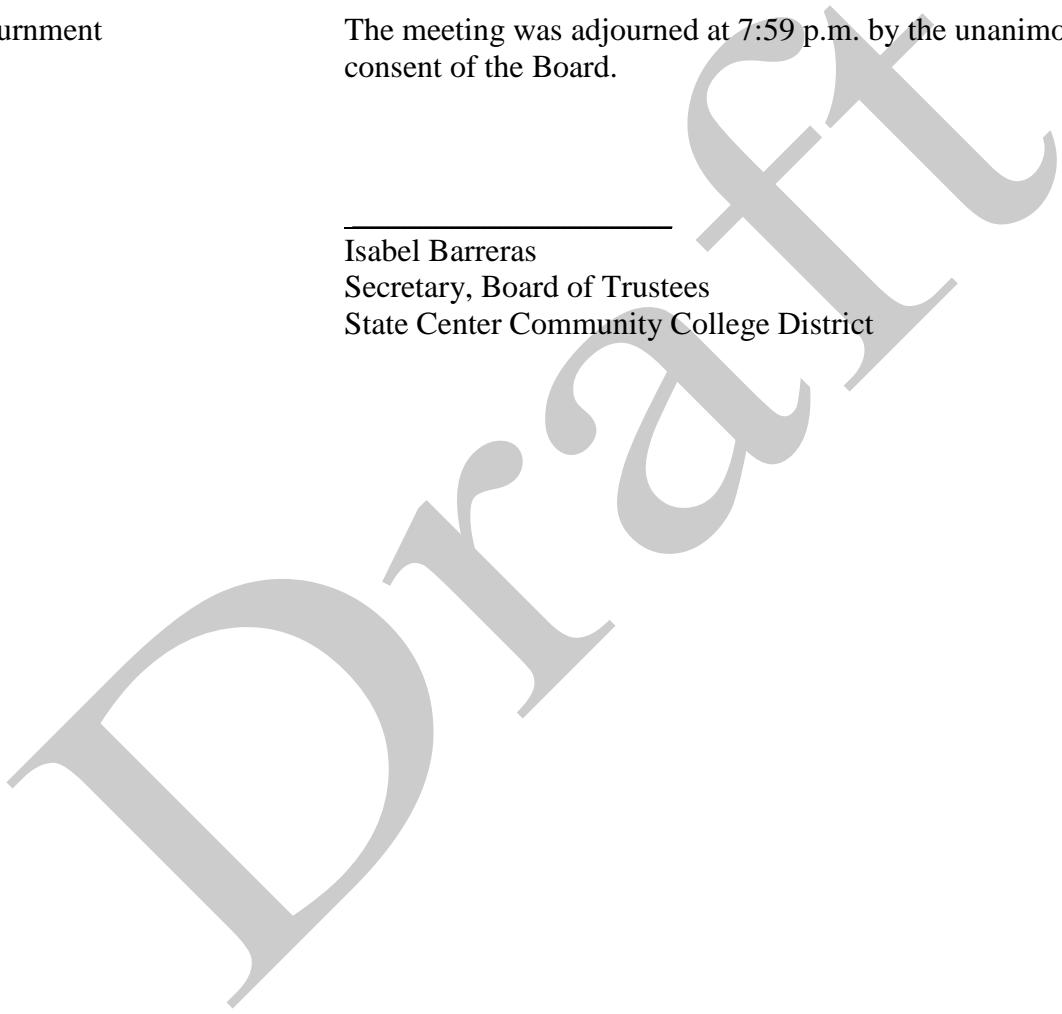 urnment
The meeting was adjourned at 7:59 p.m. by the unanimo
consent of the Board.
Isabel Barreras
Secretary, Board of Trustees
State Center Community College District
Draft